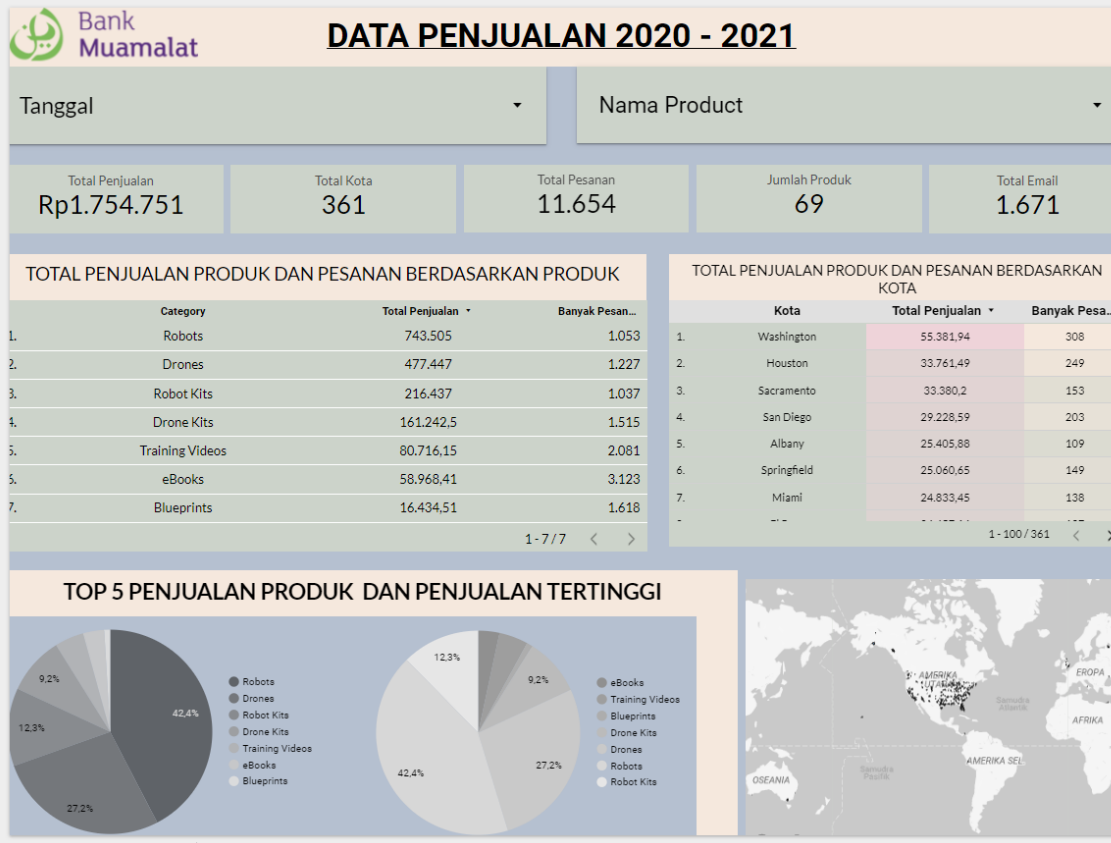 Bank
Muamalat
DATA PENJUALAN 2020 - 2021
Tanggal
Nama Product
Total Penjualan
Rp1.754.751
Total Kota
361
Total Pesanan
11.654
Jumlah Produk
69
Total Email
1.671
TOTAL PENJUALAN PRODUK DAN PESANAN BERDASARKAN PRODUK
Category Total Penjualan Banyak Pesan...
1. Robots 743.505 1.053
2. Drones 477.447 1.227
3. Robot Kits 216.437 1.037
4. Drone Kits 161.242,5 1.515
5. Training Videos 80.716,15 2.081
6. eBooks 58.968,41 3.123
7. Blueprints 16.434,51 1.618
1 - 7 / 7
TOTAL PENJUALAN PRODUK DAN PESANAN BERDASARKAN
KOTA
Kota Total Penjualan Banyak Pesa...
1. Washington 55.381,94 308
2. Houston 33.761,49 249
3. Sacramento 33.380,2 153
4. San Diego 29.228,59 203
5. Albany 25.405,88 109
6. Springfield 25.060,65 149
7. Miami 24.833,45 138
1 - 100 / 361
TOP 5 PENJUALAN PRODUK DAN PENJUALAN TERTINGGI
42,4%
27,2%
12,3%
9,2%
Robots
Drones
Robot Kits
Drone Kits
Training Videos
eBooks
Blueprints
12,3%
9,2%
27,2%
42,4%
eBooks
Training Videos
Blueprints
Drone Kits
Drones
Robots
Robot Kits
AMERIKA
UTARA
Samudra
Atlantik
EROPA
AFRIKA
AMERIKA SEL
Samudra
Pasifik
OSEANIA